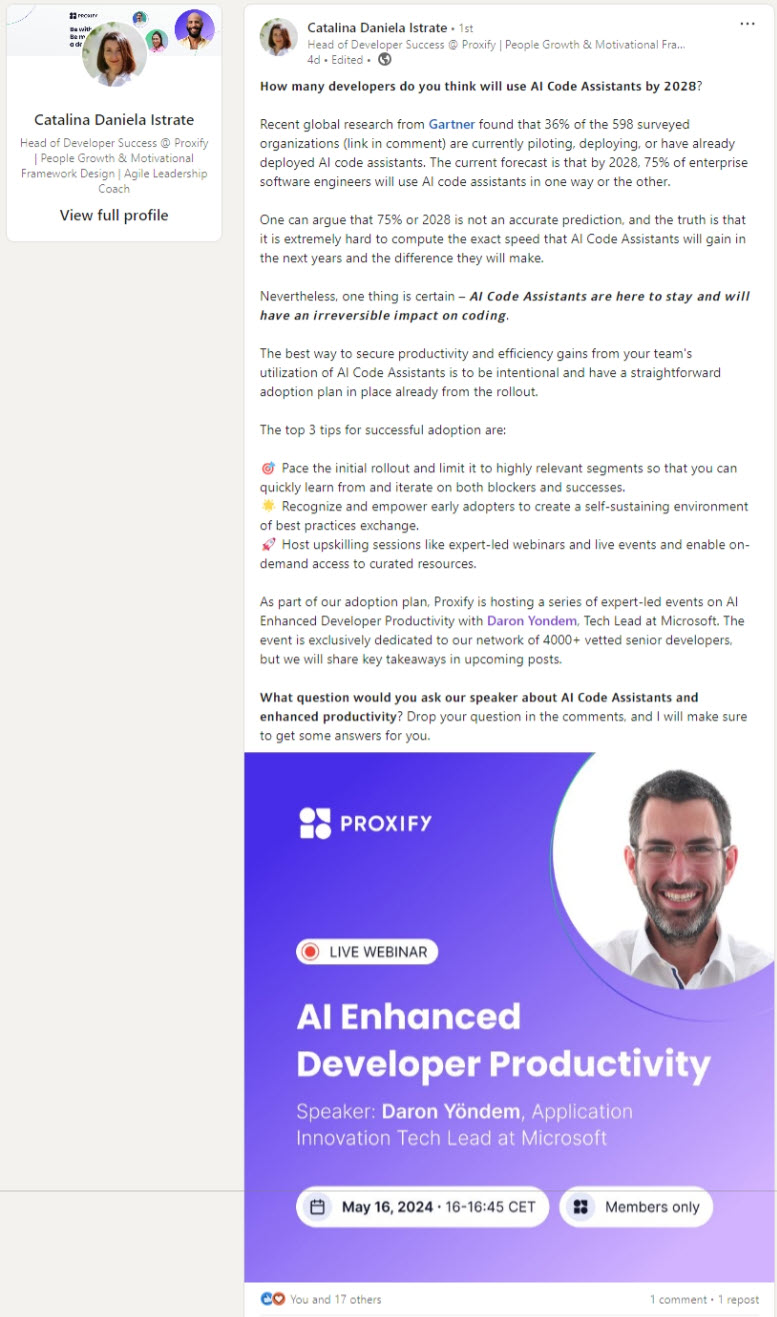 PROXIFY
Be with
Be m
a de
Catalina Daniela Istrate
Head of Developer Success @ Proxify
| People Growth & Motivational
Framework Design | Agile Leadership
Coach
View full profile
Catalina Daniela Istrate • 1st
Head of Developer Success @ Proxify | People Growth & Motivational Fra...
4d • Edited •
How many developers do you think will use AI Code Assistants by 2028?
Recent global research from Gartner found that 36% of the 598 surveyed
organizations (link in comment) are currently piloting, deploying, or have already
deployed AI code assistants. The current forecast is that by 2028, 75% of enterprise
software engineers will use AI code assistants in one way or the other.
One can argue that 75% or 2028 is not an accurate prediction, and the truth is that
it is extremely hard to compute the exact speed that AI Code Assistants will gain in
the next years and the difference they will make.
Nevertheless, one thing is certain – AI Code Assistants are here to stay and will
have an irreversible impact on coding.
The best way to secure productivity and efficiency gains from your team's
utilization of AI Code Assistants is to be intentional and have a straightforward
adoption plan in place already from the rollout.
The top 3 tips for successful adoption are:
🎯 Pace the initial rollout and limit it to highly relevant segments so that you can
quickly learn from and iterate on both blockers and successes.
🌟 Recognize and empower early adopters to create a self-sustaining environment
of best practices exchange.
🚀 Host upskilling sessions like expert-led webinars and live events and enable on-
demand access to curated resources.
As part of our adoption plan, Proxify is hosting a series of expert-led events on AI
Enhanced Developer Productivity with Daron Yondem, Tech Lead at Microsoft. The
event is exclusively dedicated to our network of 4000+ vetted senior developers,
but we will share key takeaways in upcoming posts.
What question would you ask our speaker about AI Code Assistants and
enhanced productivity? Drop your question in the comments, and I will make sure
to get some answers for you.
PROXIFY
LIVE WEBINAR
AI Enhanced
Developer Productivity
Speaker: Daron Yöndem, Application
Innovation Tech Lead at Microsoft
May 16, 2024 · 16-16:45 CET
Members only
You and 17 others
1 comment • 1 repost